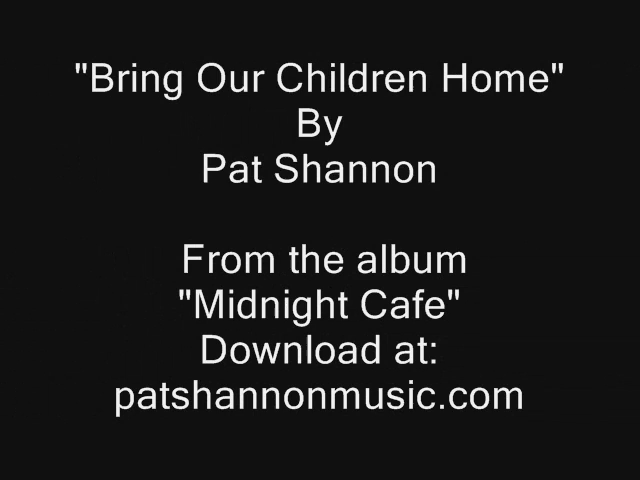 "Bring Our Children Home"
By
Pat Shannon
From the album
"Midnight Cafe"
Download at:
patshannonmusic.com